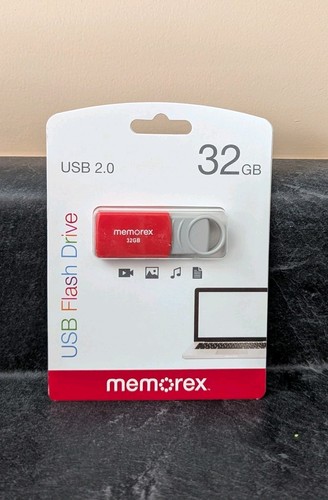 USB 2.0
32GB
USB Flash Drive
memorex
32GB
memorex